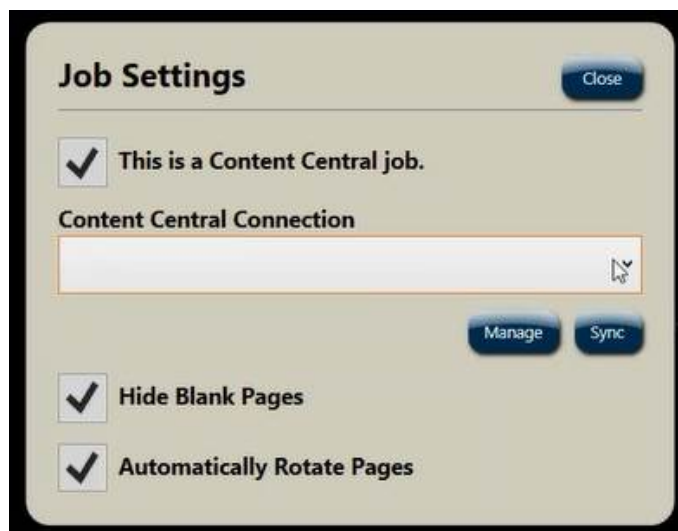 Job Settings
Close
This is a Content Central job.
Content Central Connection
Manage
Sync
Hide Blank Pages
Automatically Rotate Pages